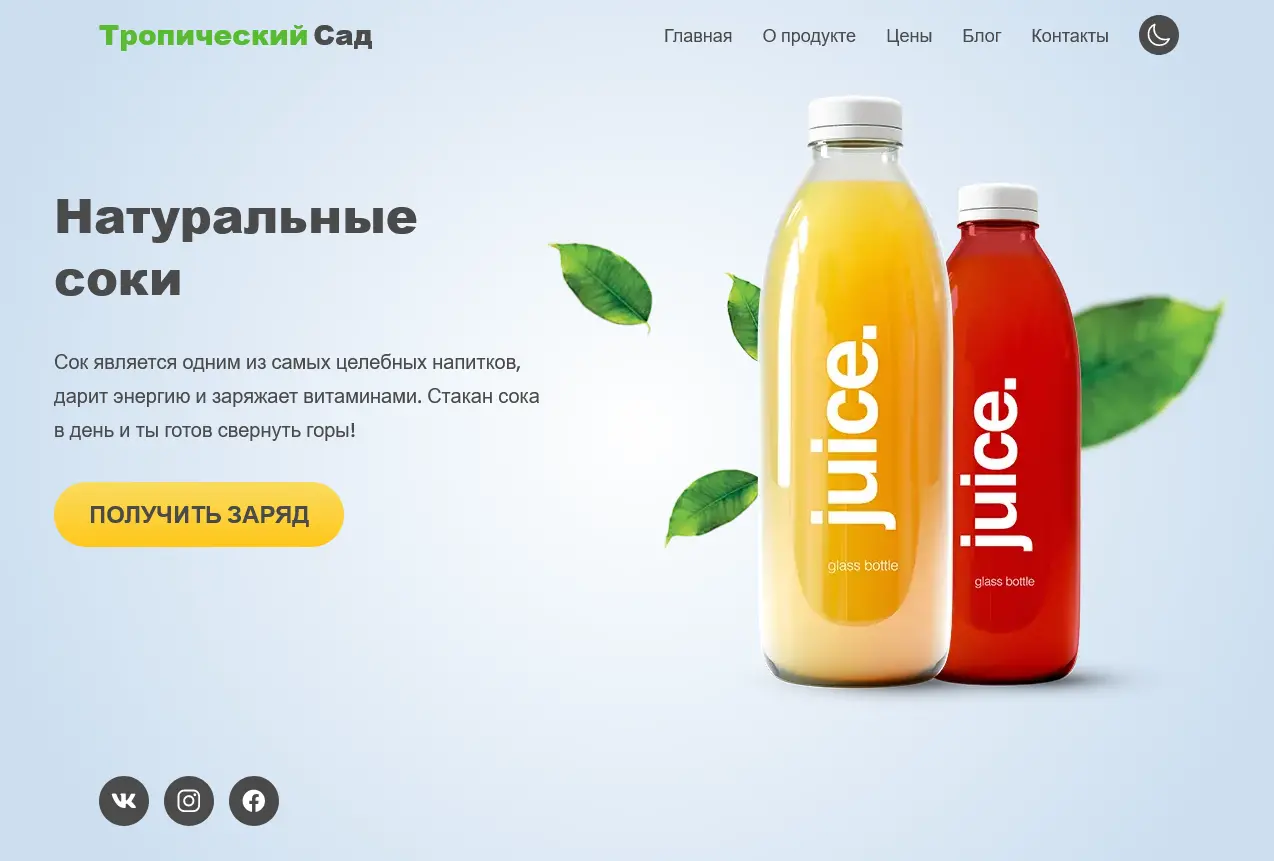 Тропический Сад
Главная О продукте Цены Блог Контакты
Натуральные
соки
Сок является одним из самых целебных напитков,
дарит энергию и заряжает витаминами. Стакан сока
в день и ты готов свернуть горы!
ПОЛУЧИТЬ ЗАРЯД
juice.
glass bottle
juice.
glass bottle